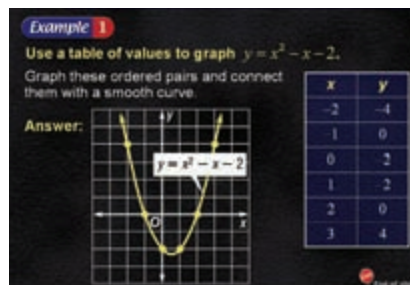 Example 1
Use a table of values to graph y = x² – x – 2.
Graph these ordered pairs and connect
them with a smooth curve.
Answer:
y
y = x² – x – 2
O
x
x y
–2 –4
1 0
0 2
1 2
2 0
3 4